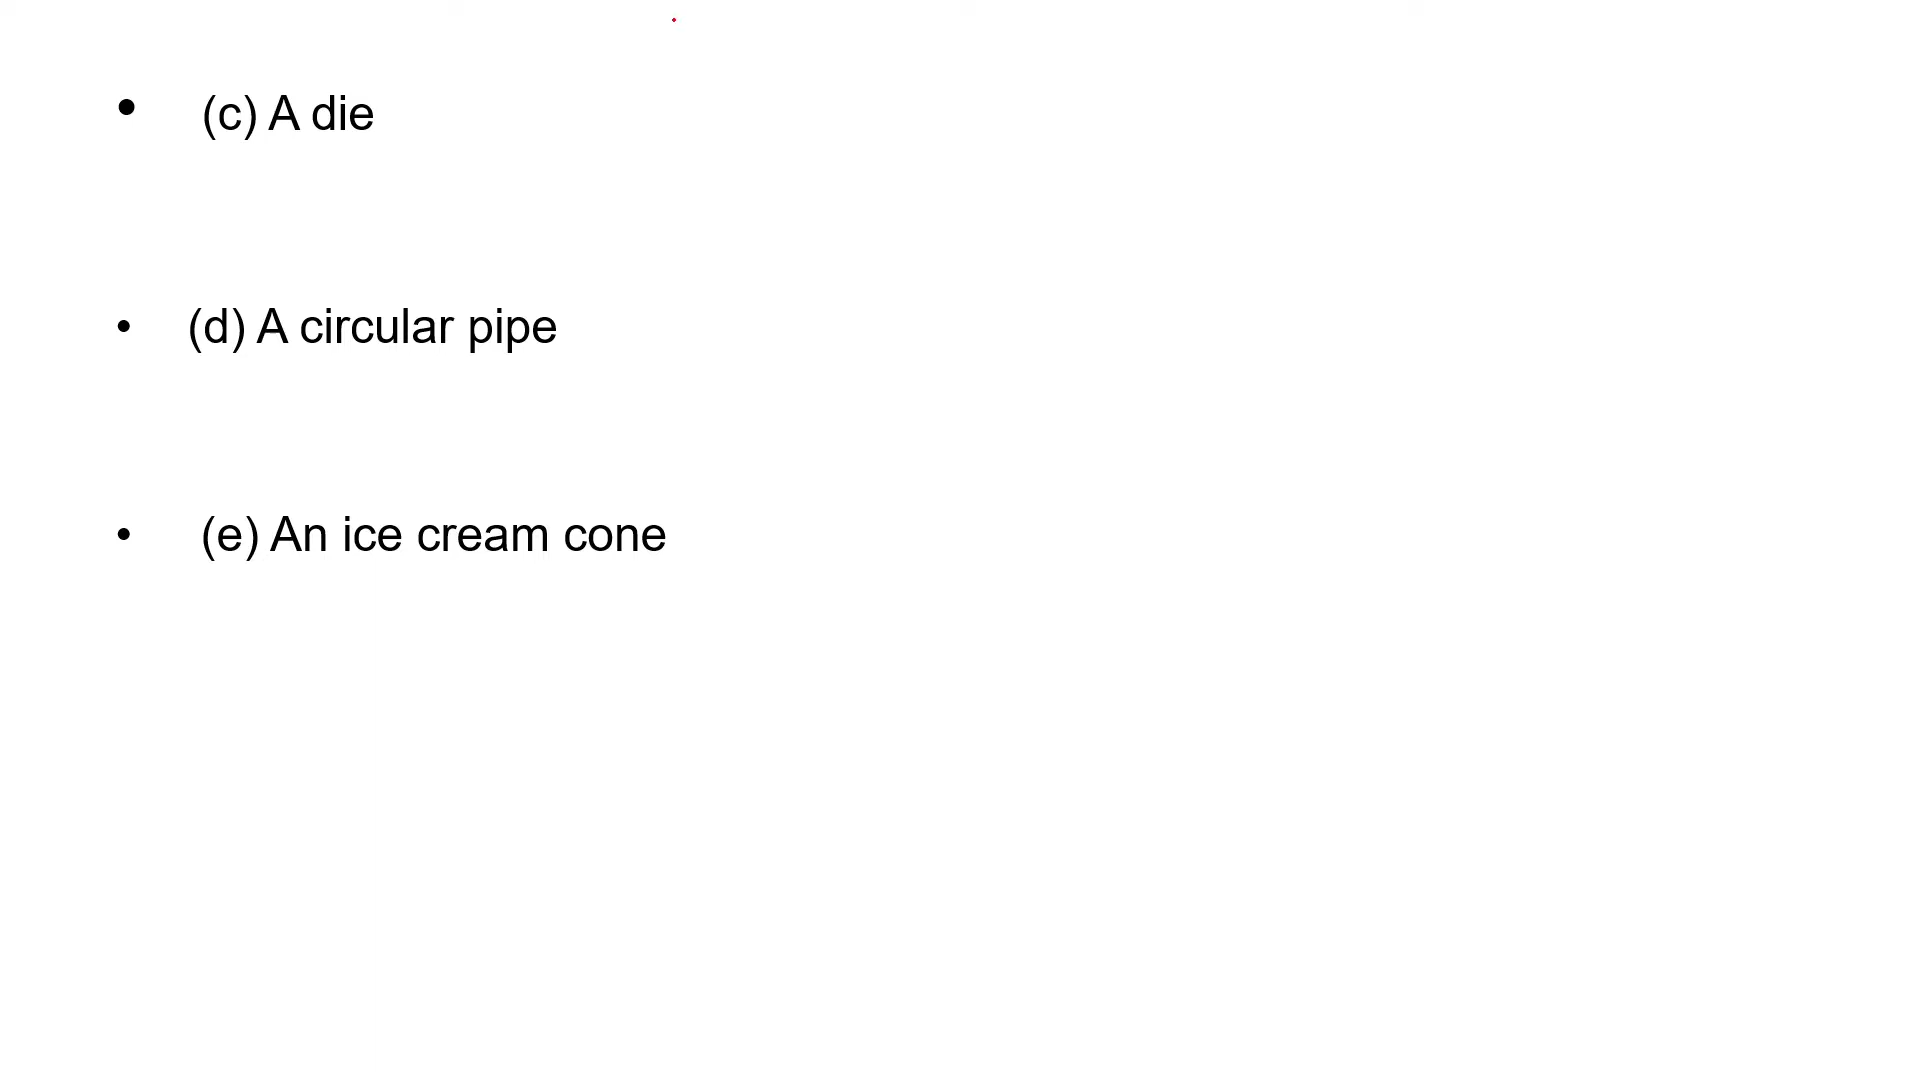 • (c) A die
• (d) A circular pipe
• (e) An ice cream cone